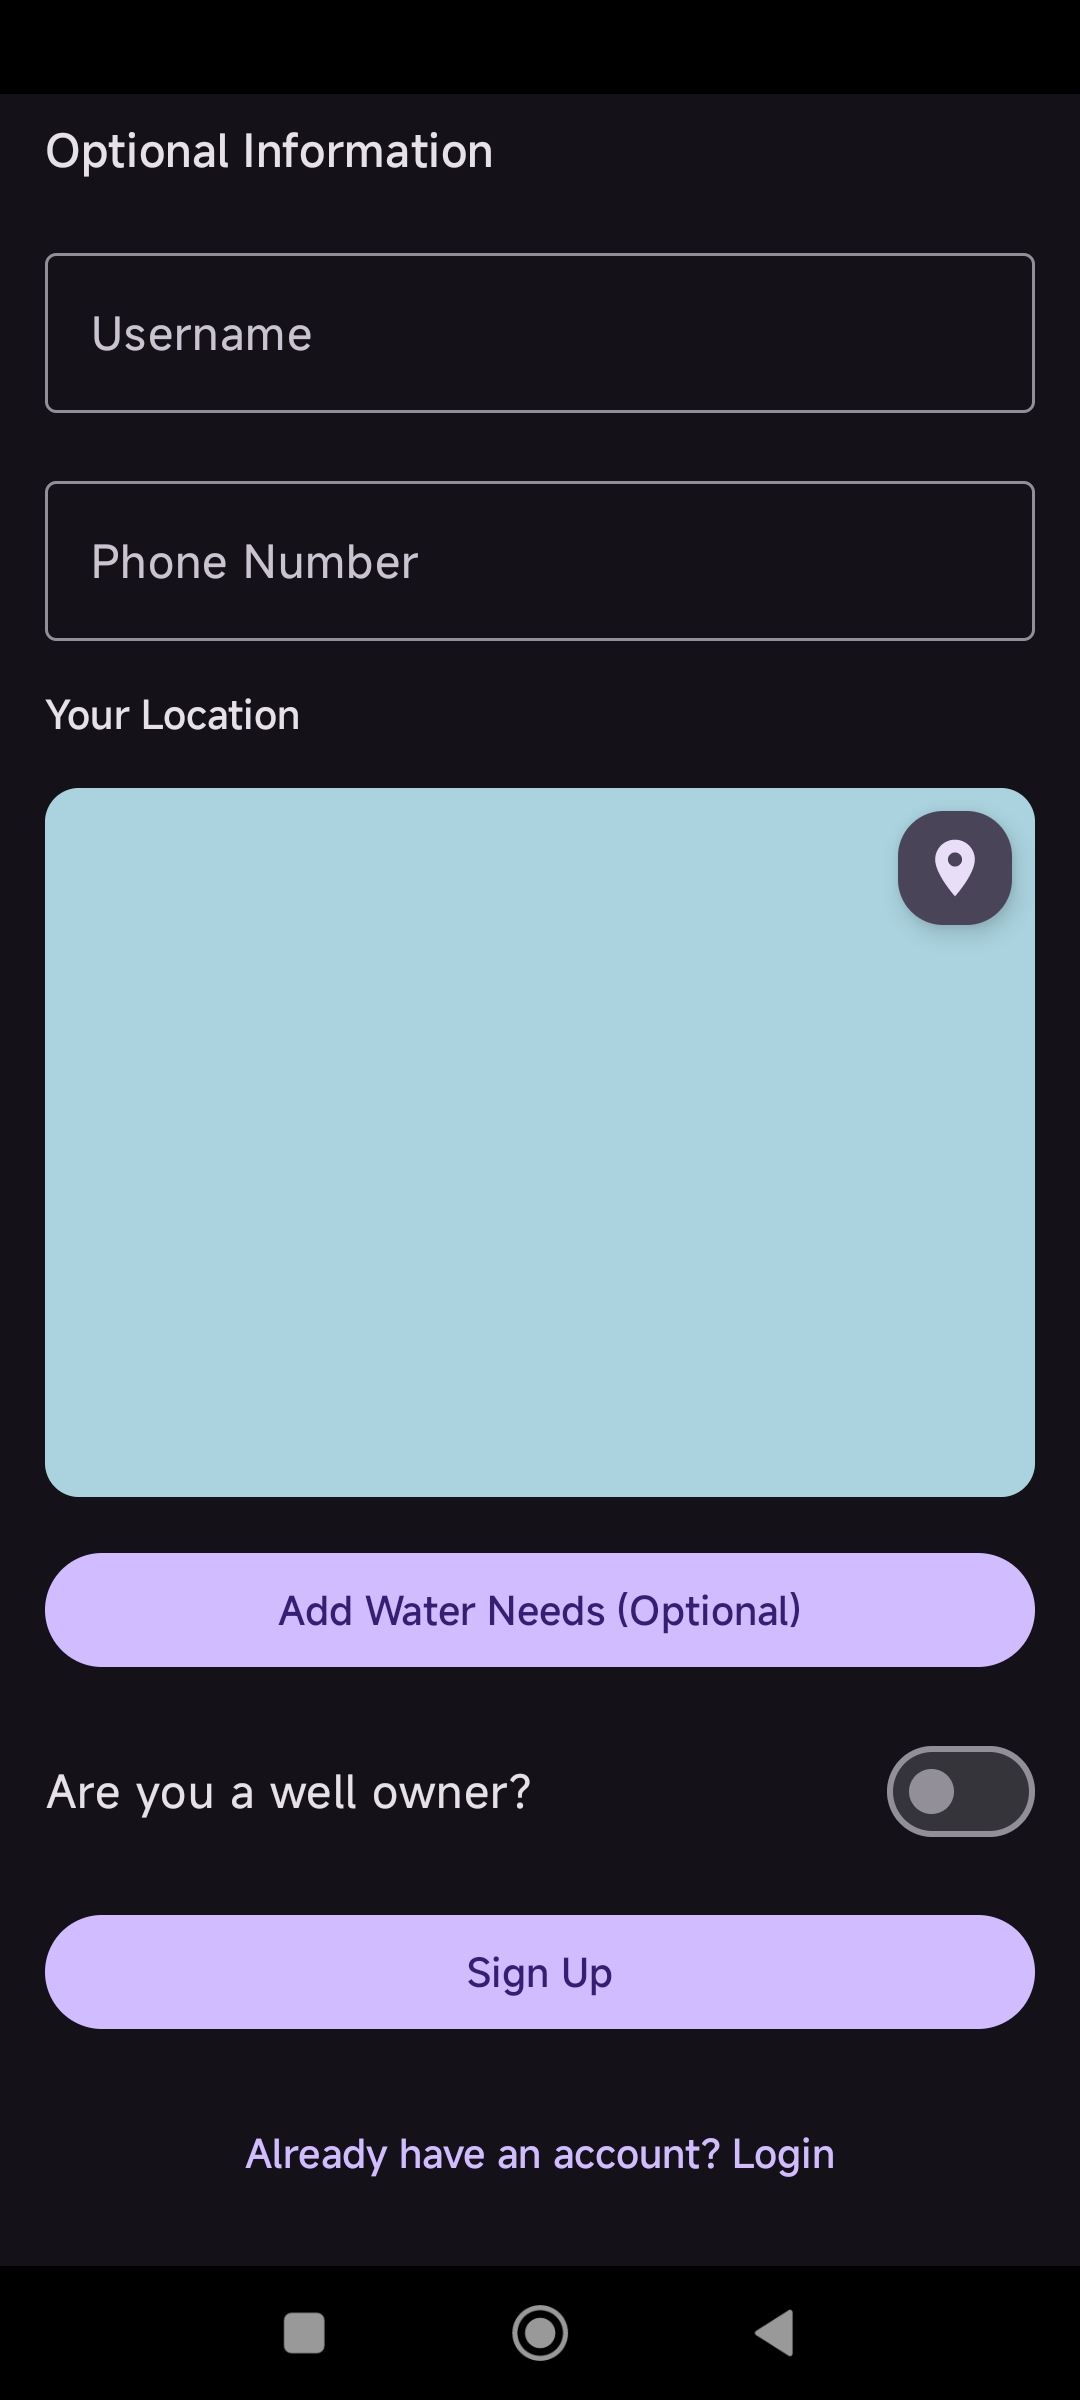 Optional Information
Username
Phone Number
Your Location
Add Water Needs (Optional)
Are you a well owner?
Sign Up
Already have an account? Login